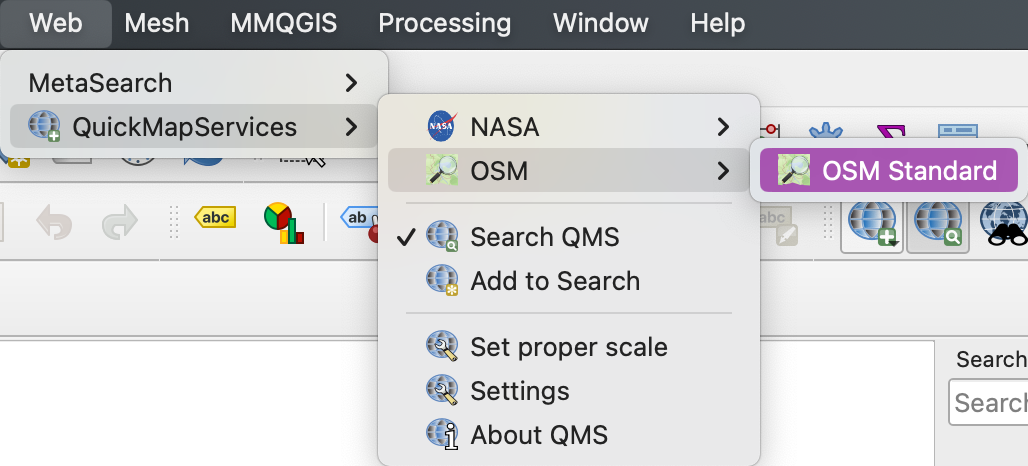 Web Mesh MMQGIS Processing Window Help
MetaSearch
QuickMapServices
NASA NASA
OSM
OSM Standard
abc
ab
abc
Search QMS
Add to Search
Set proper scale
Settings
About QMS
Search
Search